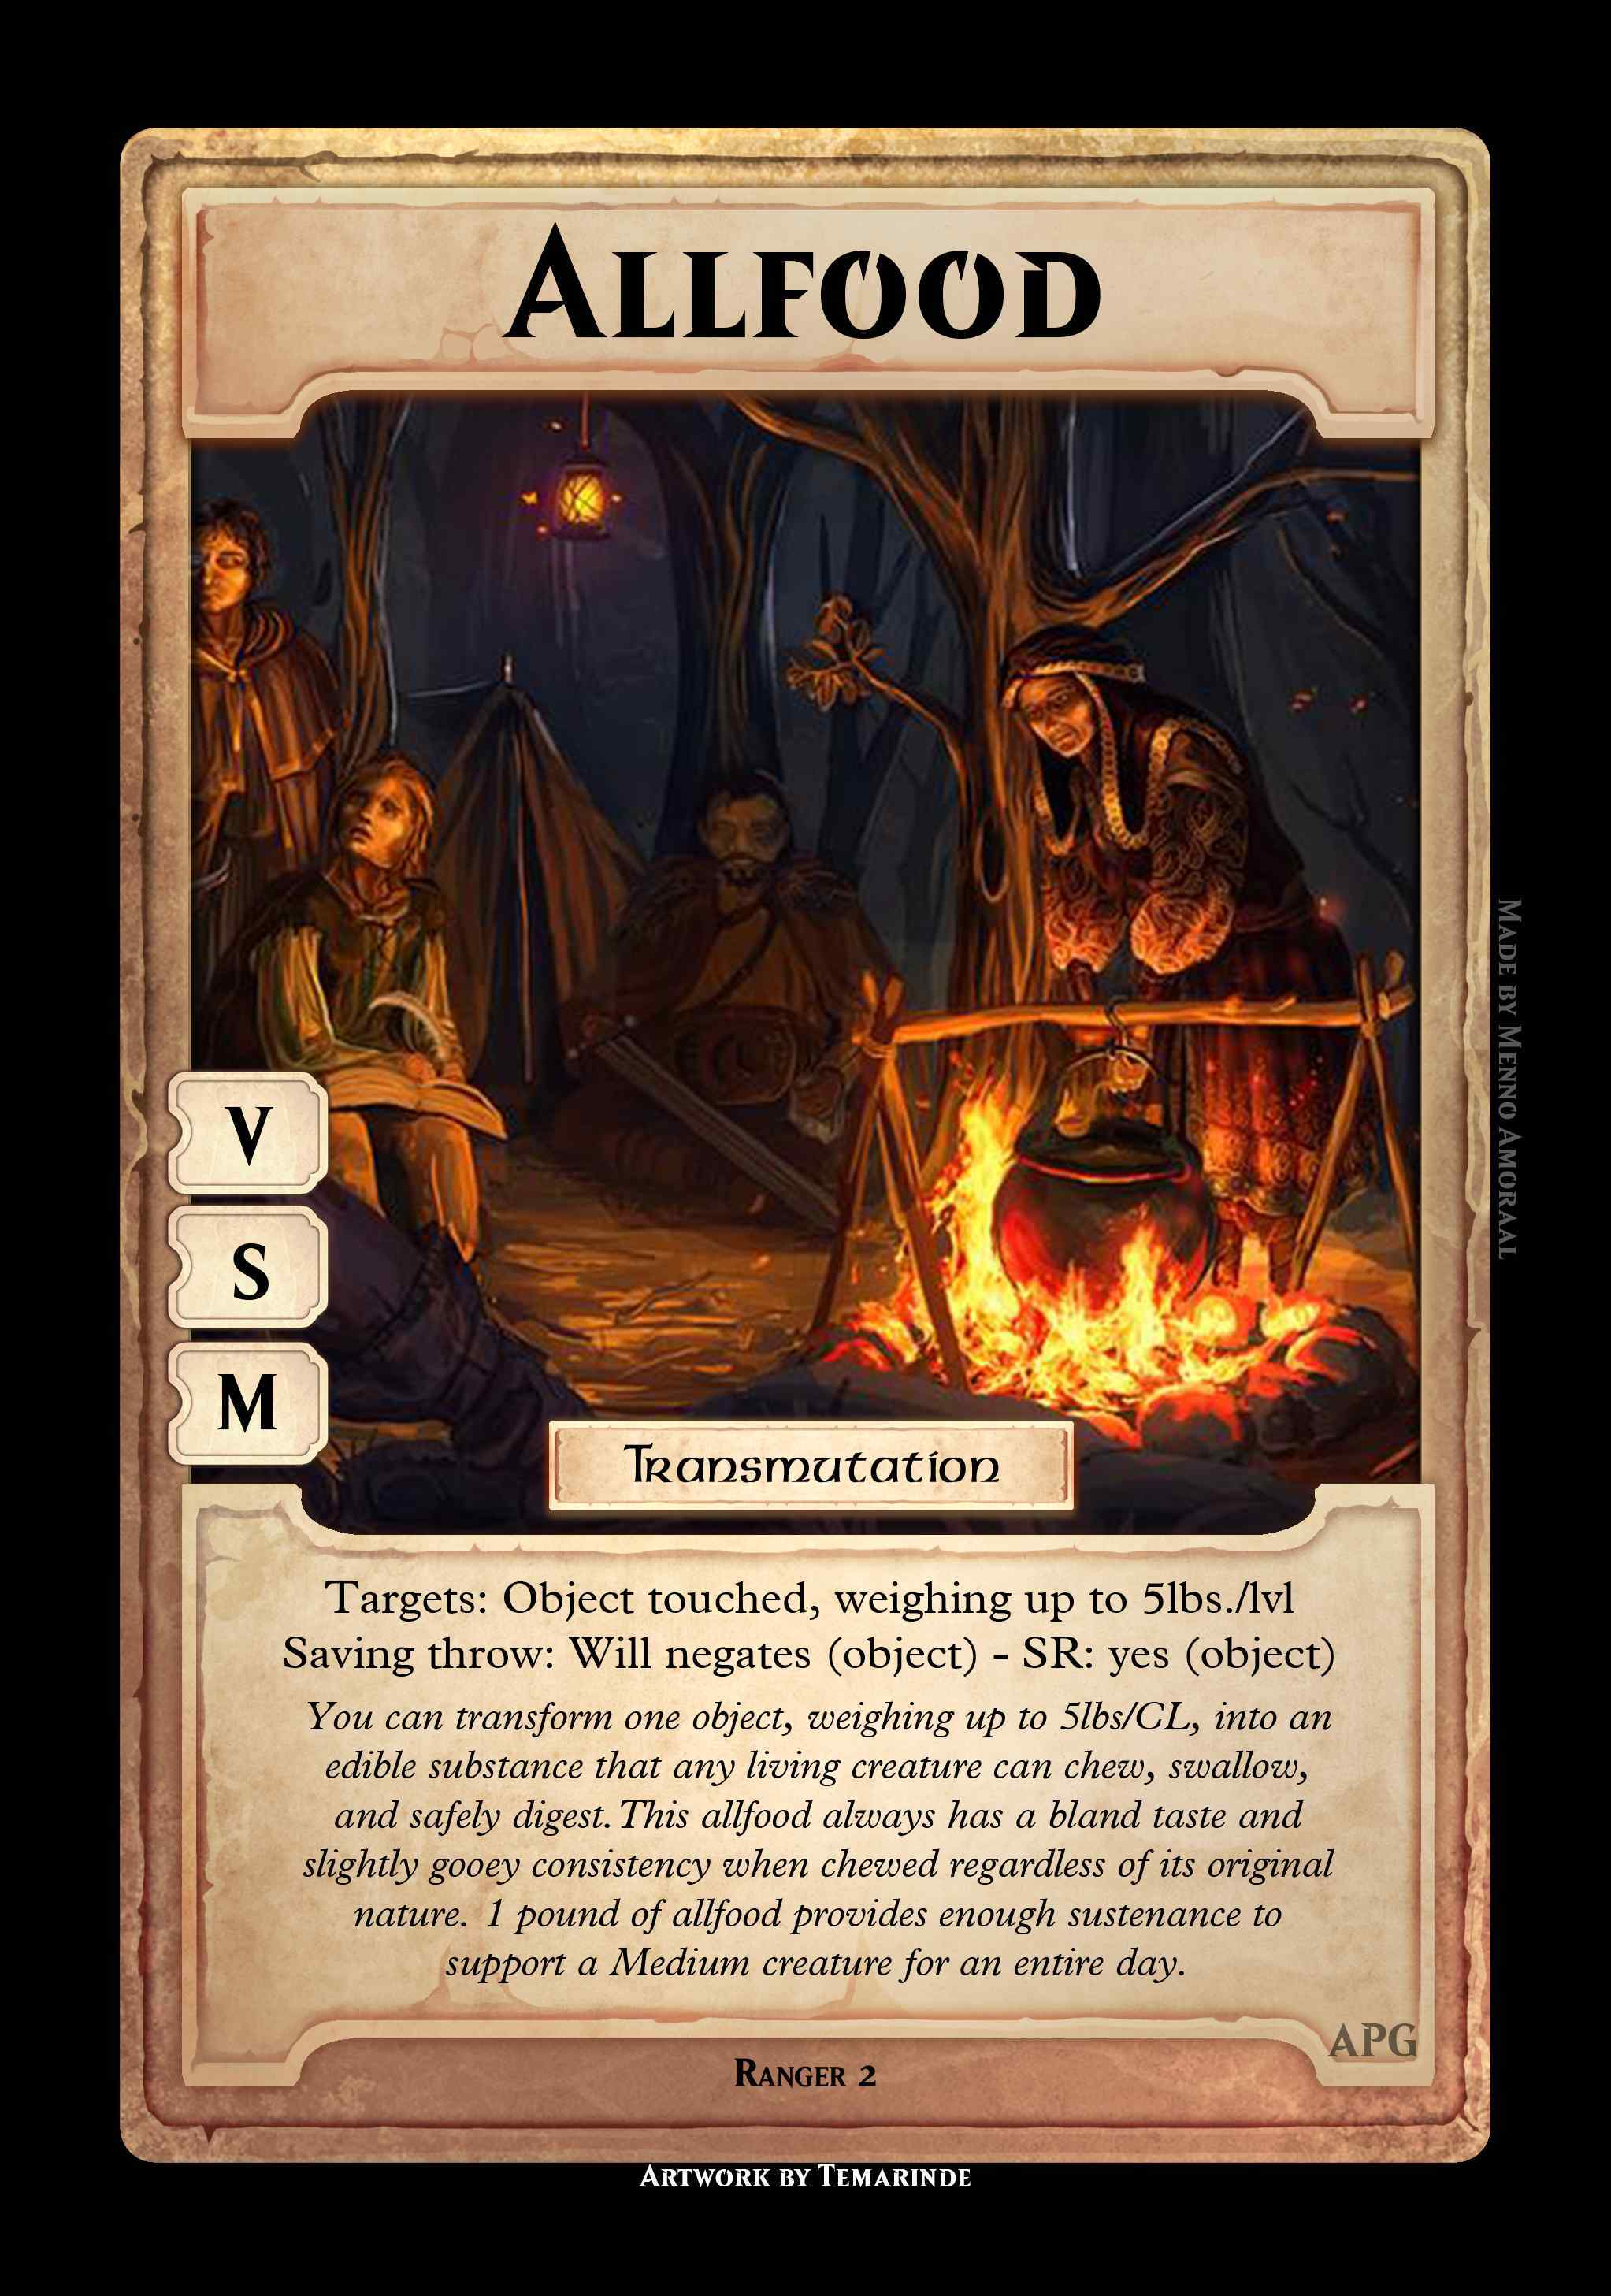 Allfood
V
S
M
Transmutation
Targets: Object touched, weighing up to 5lbs./lvl
Saving throw: Will negates (object) - SR: yes (object)
You can transform one object, weighing up to 5lbs/CL, into an
edible substance that any living creature can chew, swallow,
and safely digest. This allfood always has a bland taste and
slightly gooey consistency when chewed regardless of its original
nature. 1 pound of allfood provides enough sustenance to
support a Medium creature for an entire day.
APG
Ranger 2
Artwork by Temarinde
Made by Menno Amoraal